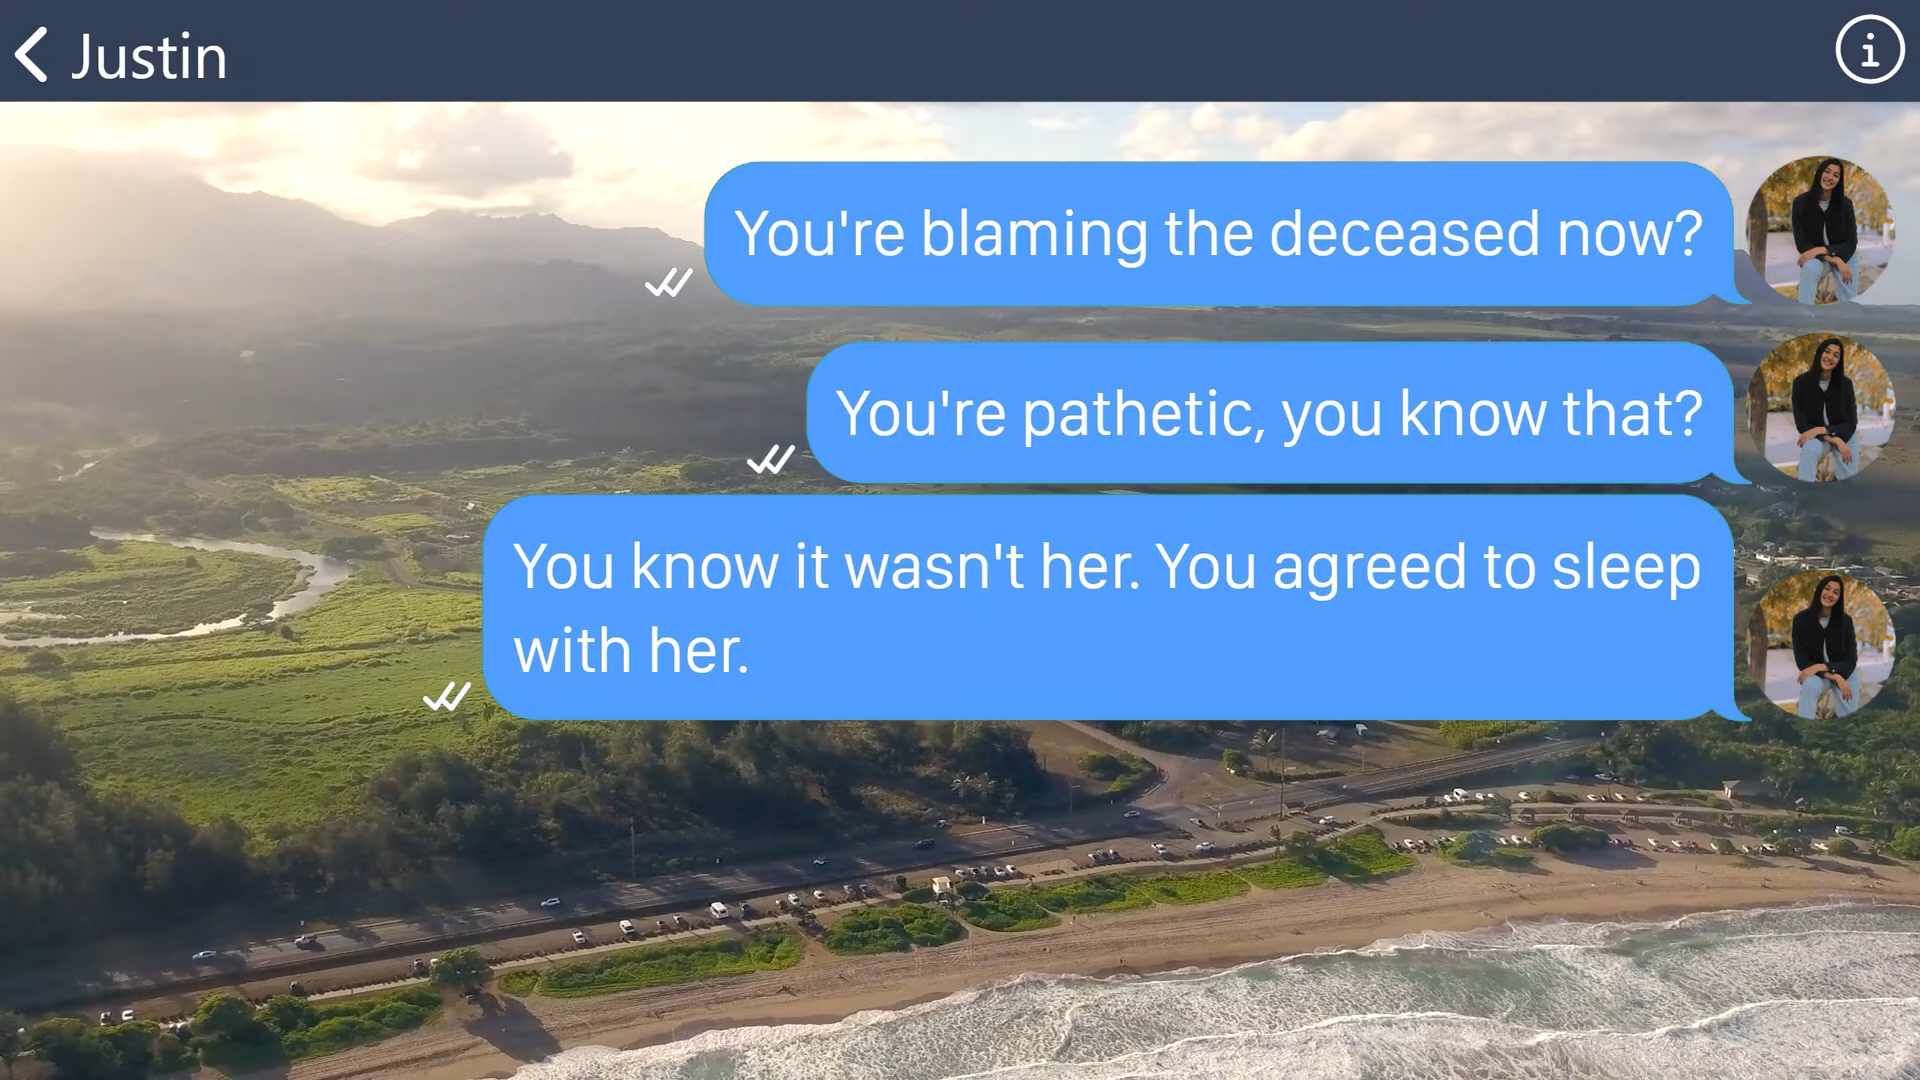 Justin
You're blaming the deceased now?
You're pathetic, you know that?
You know it wasn't her. You agreed to sleep
with her.